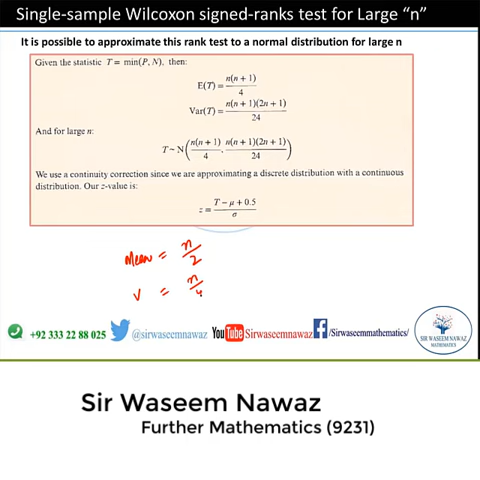 Single-sample Wilcoxon signed-ranks test for Large “n”
It is possible to approximate this rank test to a normal distribution for large n
Given the statistic T = min(P, N), then:
E(T) = n(n + 1)/4
Var(T) = n(n + 1)(2n + 1)/24
And for large n:
T ~ N(n(n + 1)/4, n(n + 1)(2n + 1)/24)
We use a continuity correction since we are approximating a discrete distribution with a continuous
distribution. Our z-value is:
z = T − μ + 0.5/σ
Mean = n/2
V = n/4
+92 333 22 88 025 @sirwaseemnawaz YouTube Sirwaseemnawaz f /Sirwaseemmathematics/
SIR WASEEM NAWAZ
MATHEMATICS
Sir Waseem Nawaz
Further Mathematics (9231)